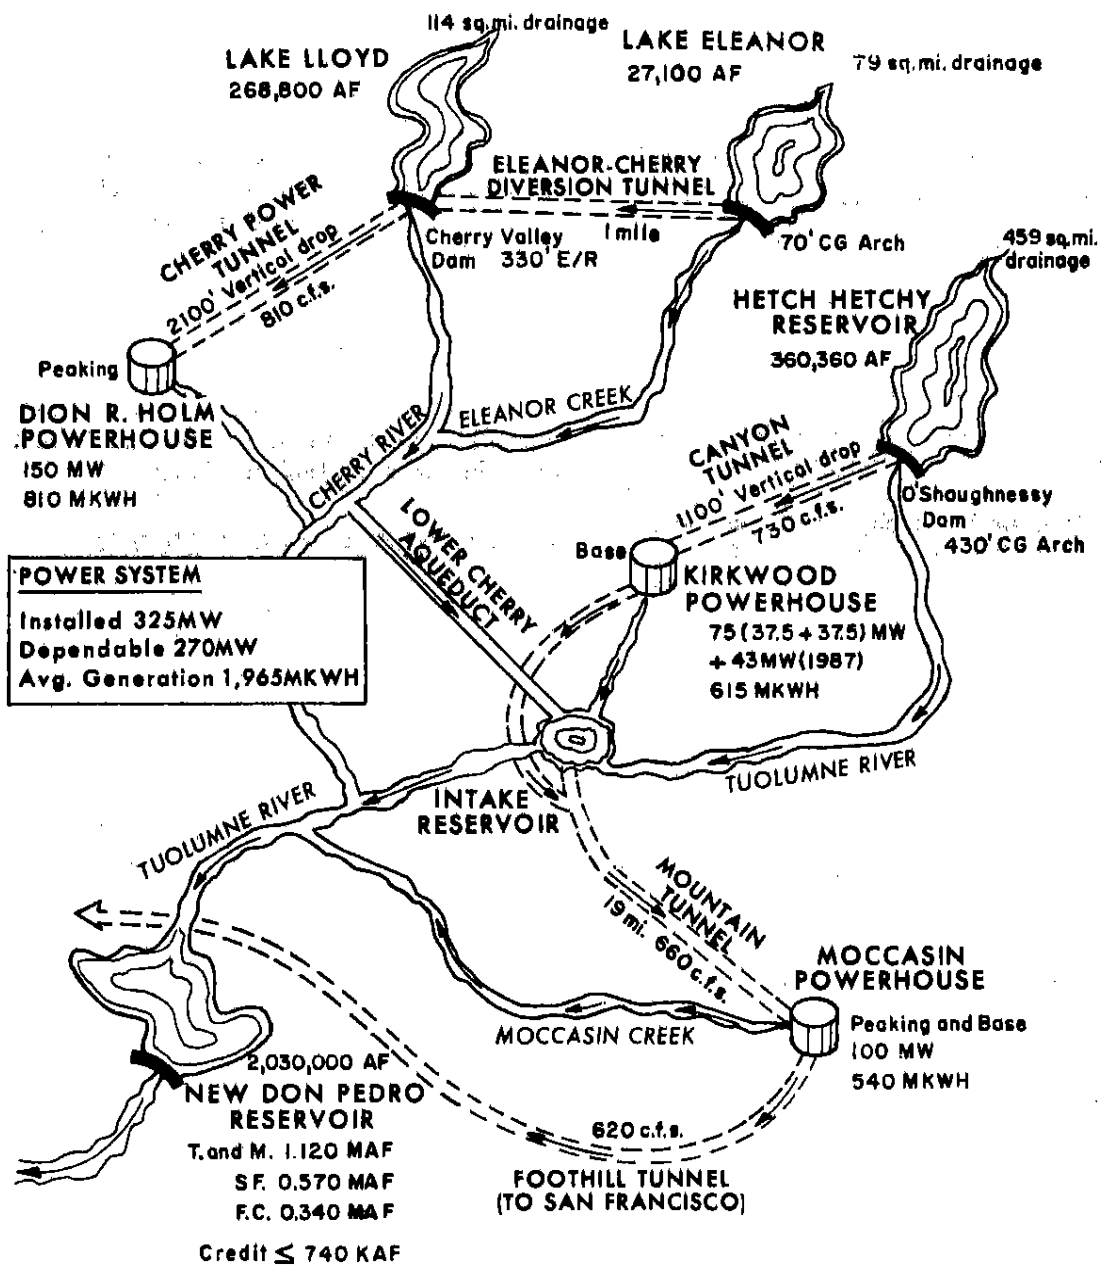 114 sq. mi. drainage
LAKE LLOYD
268,800 AF
LAKE ELEANOR
27,100 AF
79 sq. mi. drainage
ELEANOR-CHERRY
DIVERSION TUNNEL
1 mile
CHERRY POWER
TUNNEL
2100' Vertical drop
810 c.f.s.
Cherry Valley
Dam 330' E/R
70' CG Arch
459 sq. mi.
drainage
HETCH HETCHY
RESERVOIR
360,360 AF
Peaking
DION R. HOLM
POWERHOUSE
150 MW
810 MKWH
CHERRY RIVER
ELEANOR CREEK
CANYON
TUNNEL
1100' Vertical drop
730 c.f.s.
O'Shaughnessy
Dam
430' CG Arch
LOWER CHERRY
AQUEDUCT
Base
KIRKWOOD
POWERHOUSE
75 (37.5 + 37.5) MW
+ 43MW (1987)
615 MKWH
POWER SYSTEM
Installed 325MW
Dependable 270MW
Avg. Generation 1,965MKWH
TUOLUMNE RIVER
INTAKE
RESERVOIR
TUOLUMNE RIVER
MOUNTAIN
TUNNEL
19 mi. 660 c.f.s.
MOCCASIN
POWERHOUSE
Peaking and Base
100 MW
540 MKWH
MOCCASIN CREEK
2,030,000 AF
NEW DON PEDRO
RESERVOIR
T. and M. 1.120 MAF
S.F. 0.570 MAF
F.C. 0.340 MAF
Credit ≤ 740 KAF
620 c.f.s.
FOOTHILL TUNNEL
(TO SAN FRANCISCO)